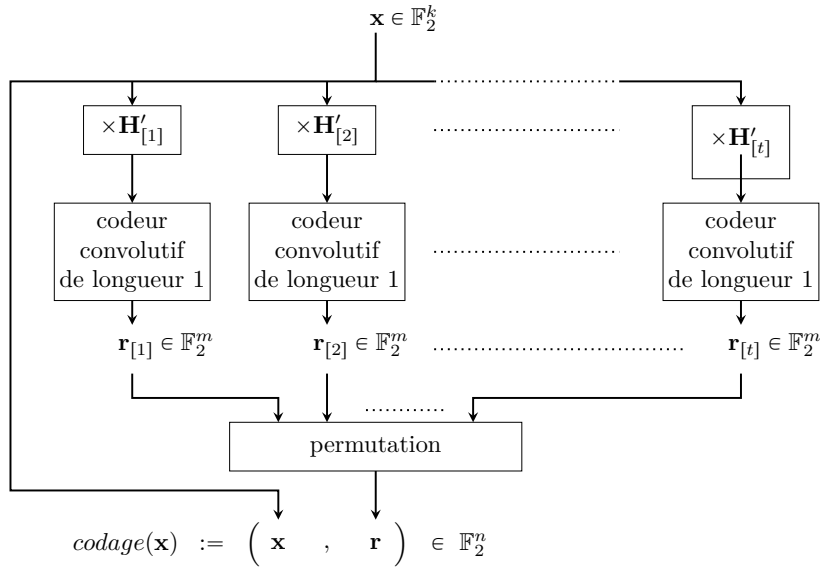 𝐱 ∈ 𝔽₂ᵏ
×𝐇′[1] ×𝐇′[2] ×𝐇′[t]
codeur convolutif de longueur 1
codeur convolutif de longueur 1
codeur convolutif de longueur 1
𝐫[1] ∈ 𝔽₂ᵐ 𝐫[2] ∈ 𝔽₂ᵐ 𝐫[t] ∈ 𝔽₂ᵐ
permutation
codage(𝐱) := ( 𝐱 , 𝐫 ) ∈ 𝔽₂ⁿ